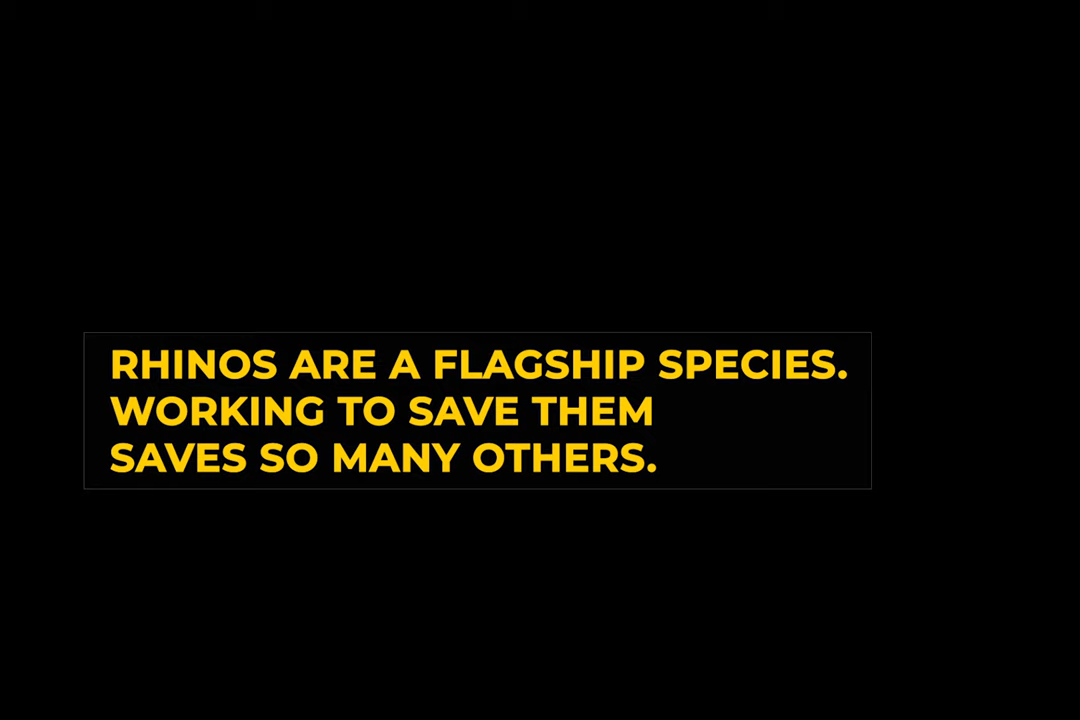 RHINOS ARE A FLAGSHIP SPECIES.
WORKING TO SAVE THEM
SAVES SO MANY OTHERS.